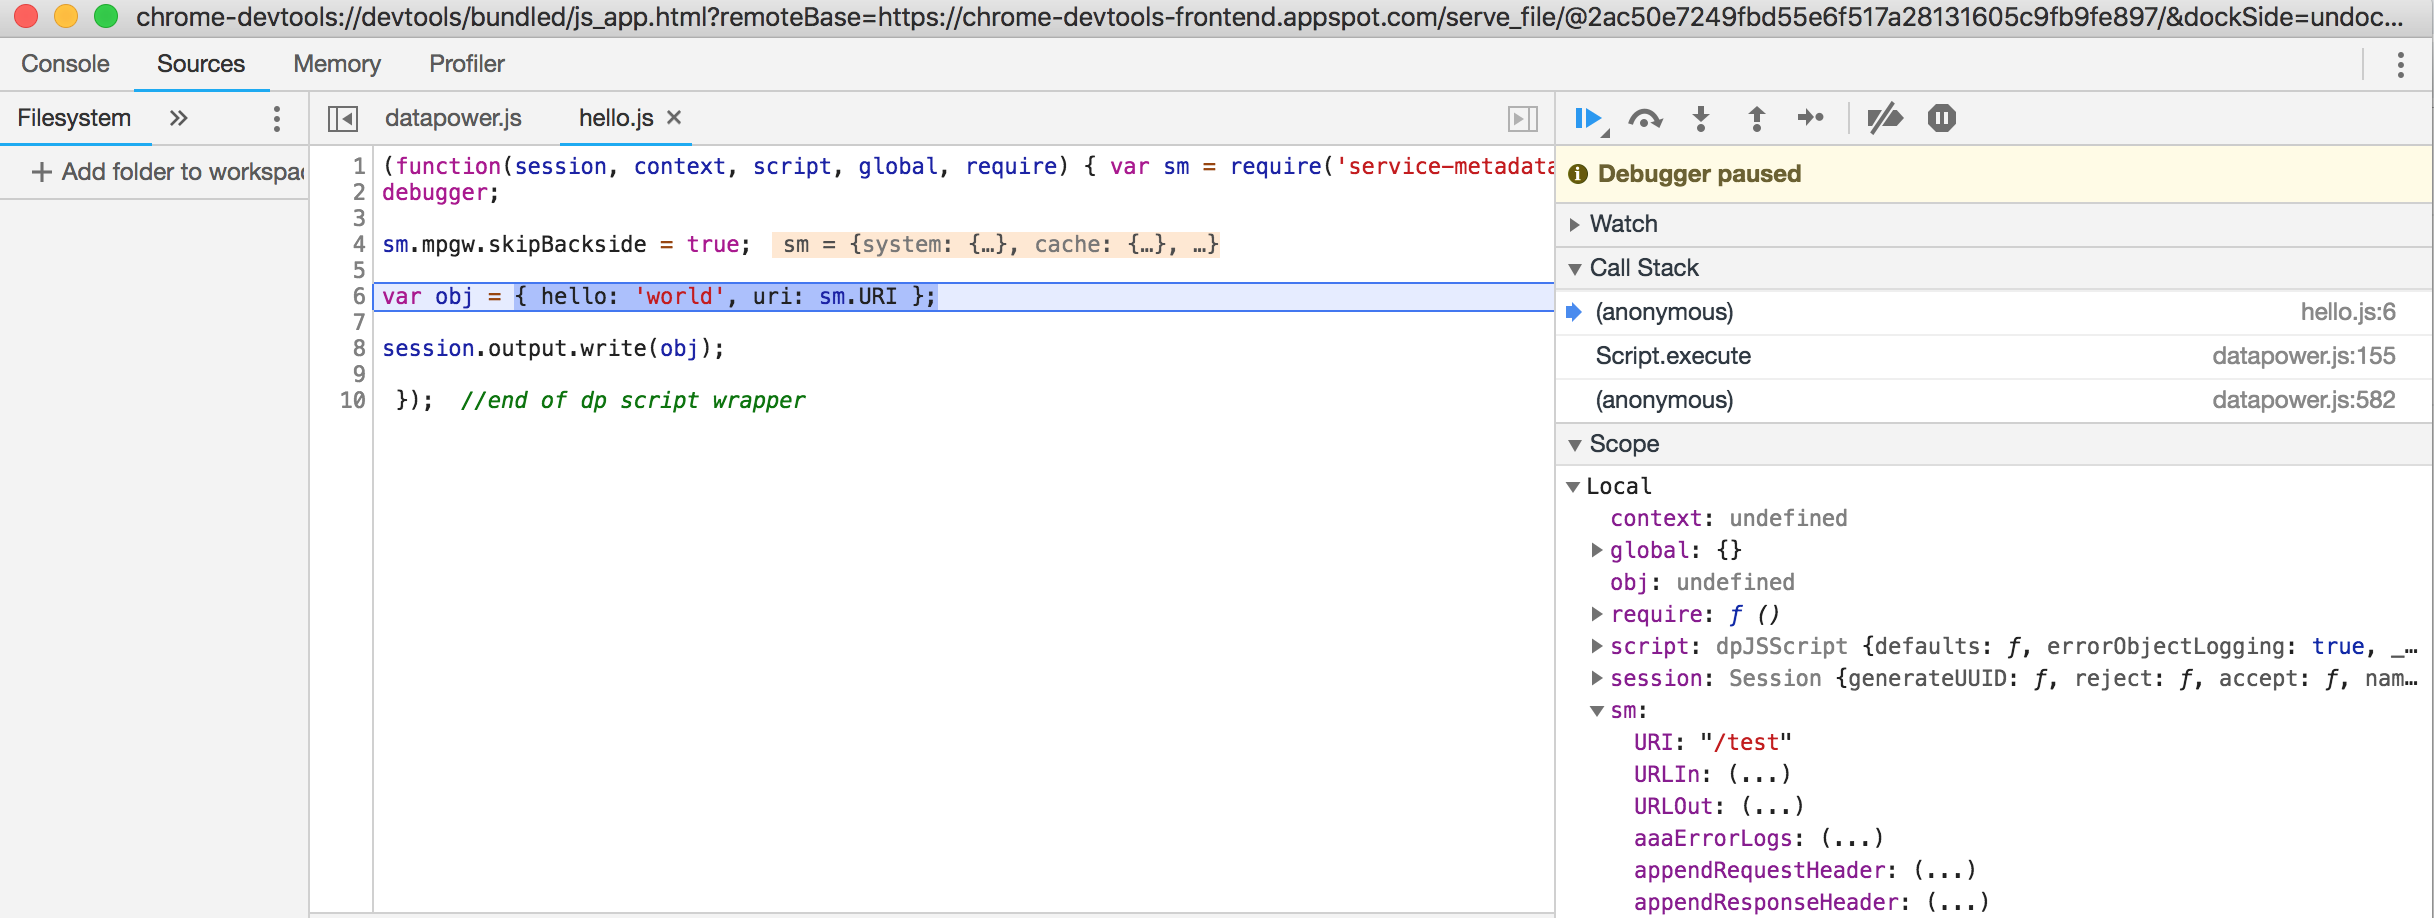 chrome-devtools://devtools/bundled/js_app.html?remoteBase=https://chrome-devtools-frontend.appspot.com/serve_file/@2ac50e7249fbd55e6f517a28131605c9fb9fe897/&dockSide=undoc...
Console Sources Memory Profiler
Filesystem »
+ Add folder to workspa
datapower.js hello.js ×
1 (function(session, context, script, global, require) { var sm = require('service-metadata
2 debugger;
3
4 sm.mpgw.skipBackside = true; sm = {system: {…}, cache: {…}, …}
5
6 var obj = { hello: 'world', uri: sm.URI };
7
8 session.output.write(obj);
9
10 }); //end of dp script wrapper
Debugger paused
Watch
Call Stack
(anonymous) hello.js:6
Script.execute datapower.js:155
(anonymous) datapower.js:582
Scope
Local
context: undefined
global: {}
obj: undefined
require: ƒ ()
script: dpJSScript {defaults: ƒ, errorObjectLogging: true, _…
session: Session {generateUUID: ƒ, reject: ƒ, accept: ƒ, nam…
sm:
URI: "/test"
URLIn: (...)
URLOut: (...)
aaaErrorLogs: (...)
appendRequestHeader: (...)
appendResponseHeader: (...)